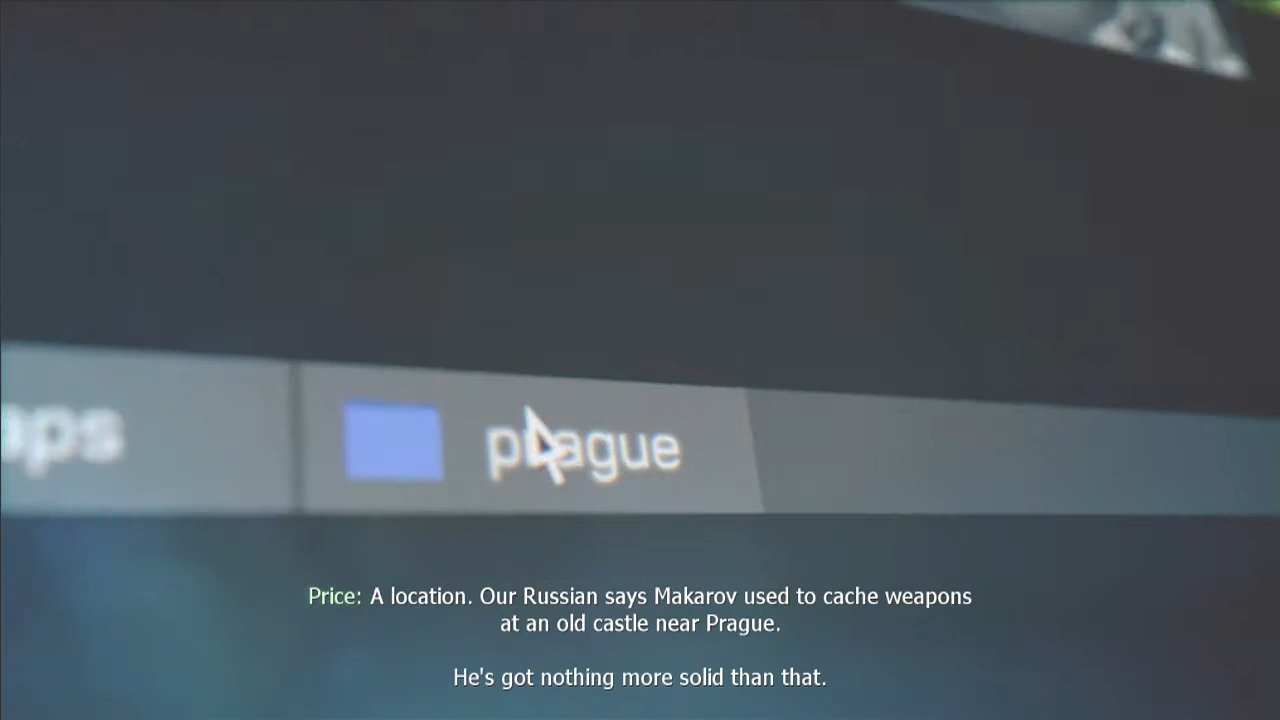 aps
prague
Price: A location. Our Russian says Makarov used to cache weapons
at an old castle near Prague.
He's got nothing more solid than that.